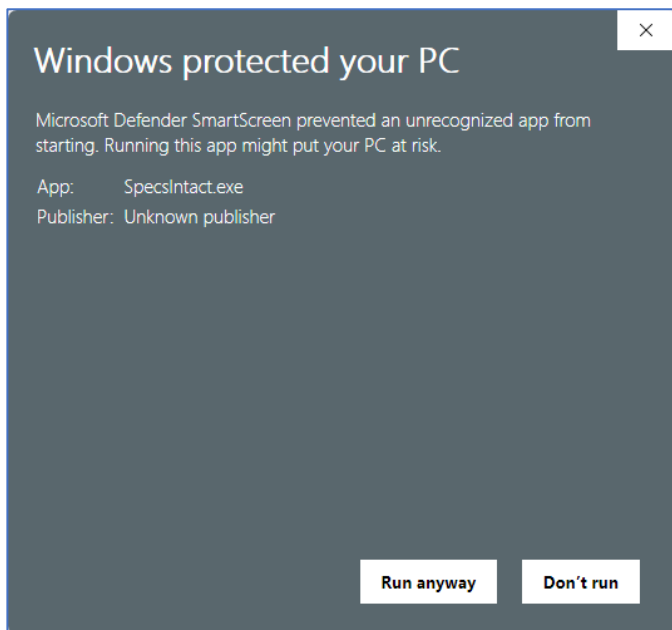 Windows protected your PC
Microsoft Defender SmartScreen prevented an unrecognized app from
starting. Running this app might put your PC at risk.
App: SpecsIntact.exe
Publisher: Unknown publisher
Run anyway Don't run